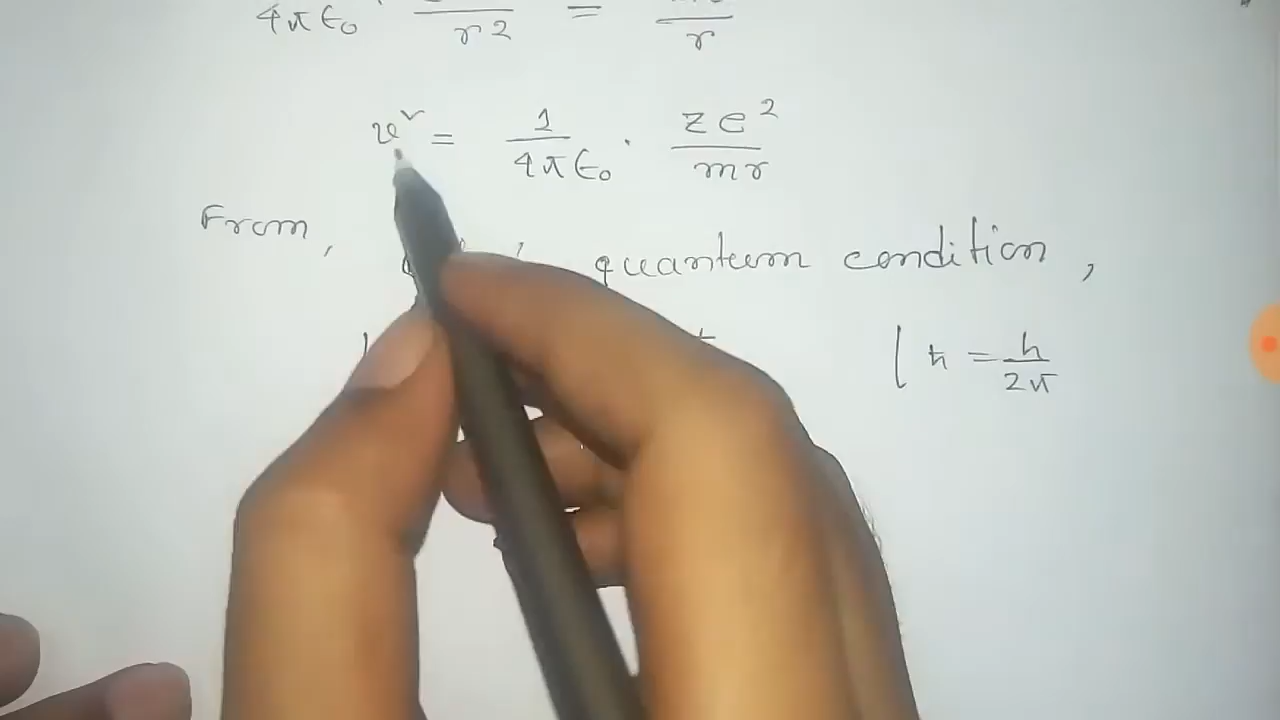 4πϵ₀ · / r2 = / r
v² = 1/4πϵ₀ · ze²/mr
From, quantum condition,
ħ = h/2π